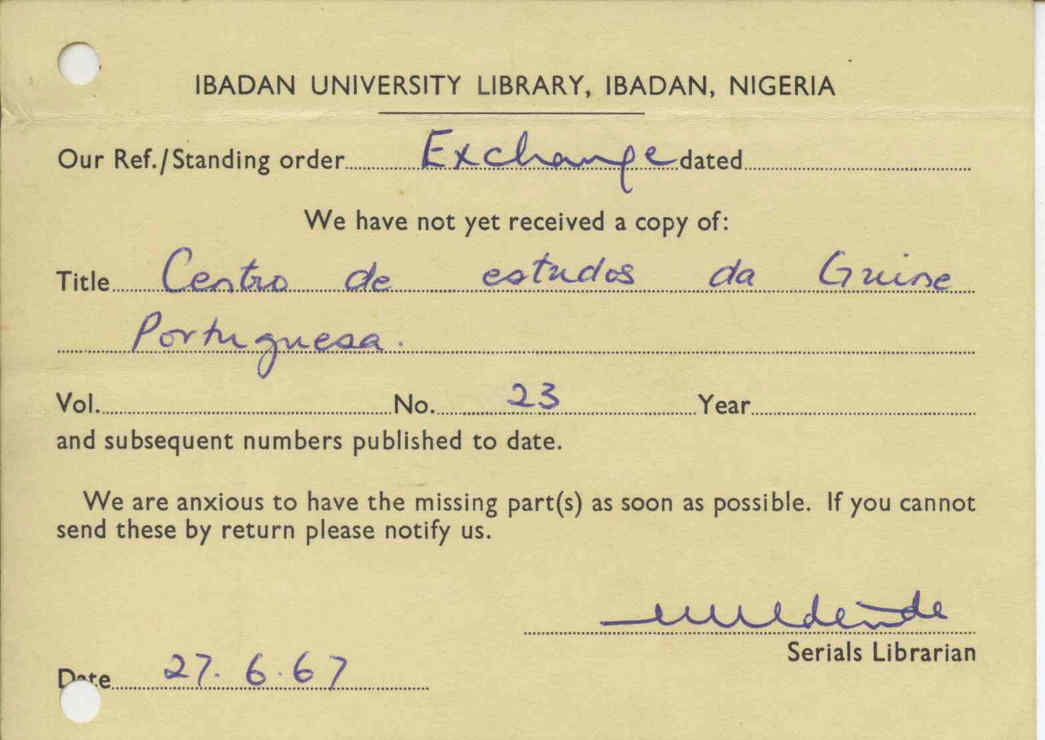 IBADAN UNIVERSITY LIBRARY, IBADAN, NIGERIA
Our Ref./Standing order Exchange dated
We have not yet received a copy of:
Title Centro de estudos da Guine
Portuguesa.
Vol. No. 23 Year
and subsequent numbers published to date.
We are anxious to have the missing part(s) as soon as possible. If you cannot
send these by return please notify us.
Serials Librarian
Date 27.6.67